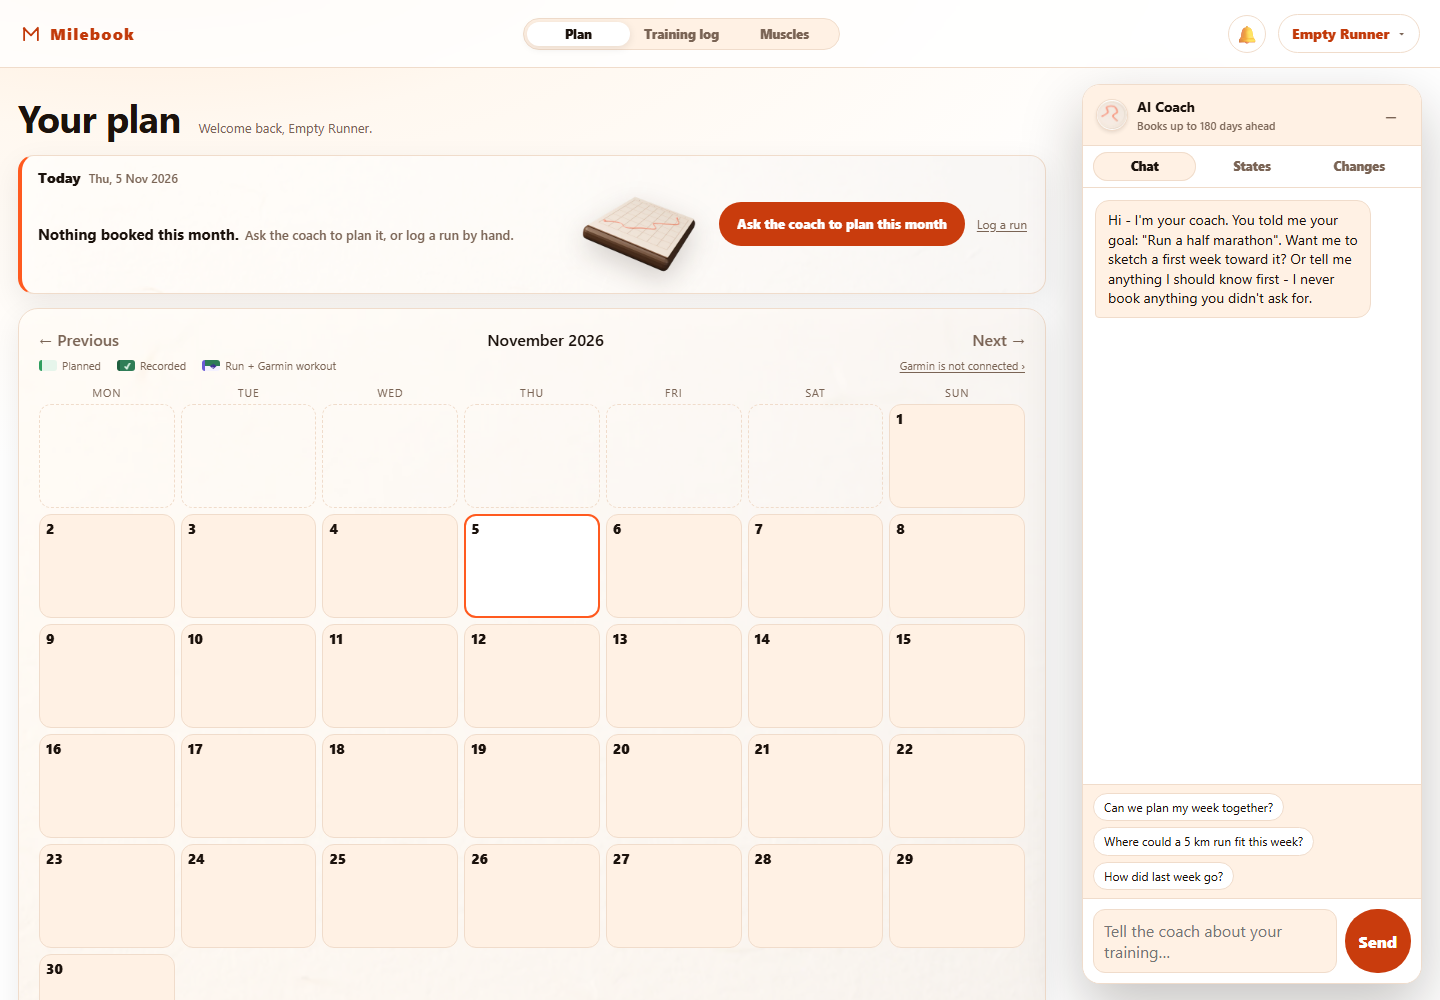 Milebook
Plan
Training log
Muscles
Empty Runner
Your plan
Welcome back, Empty Runner.
Today Thu, 5 Nov 2026
Nothing booked this month. Ask the coach to plan it, or log a run by hand.
Ask the coach to plan this month
Log a run
← Previous
November 2026
Next →
Planned
Recorded
Run + Garmin workout
Garmin is not connected ›
MON TUE WED THU FRI SAT SUN
1
2 3 4 5 6 7 8
9 10 11 12 13 14 15
16 17 18 19 20 21 22
23 24 25 26 27 28 29
30
AI Coach
Books up to 180 days ahead
Chat
States
Changes
Hi - I'm your coach. You told me your
goal: "Run a half marathon". Want me to
sketch a first week toward it? Or tell me
anything I should know first - I never
book anything you didn't ask for.
Can we plan my week together?
Where could a 5 km run fit this week?
How did last week go?
Tell the coach about your
training...
Send